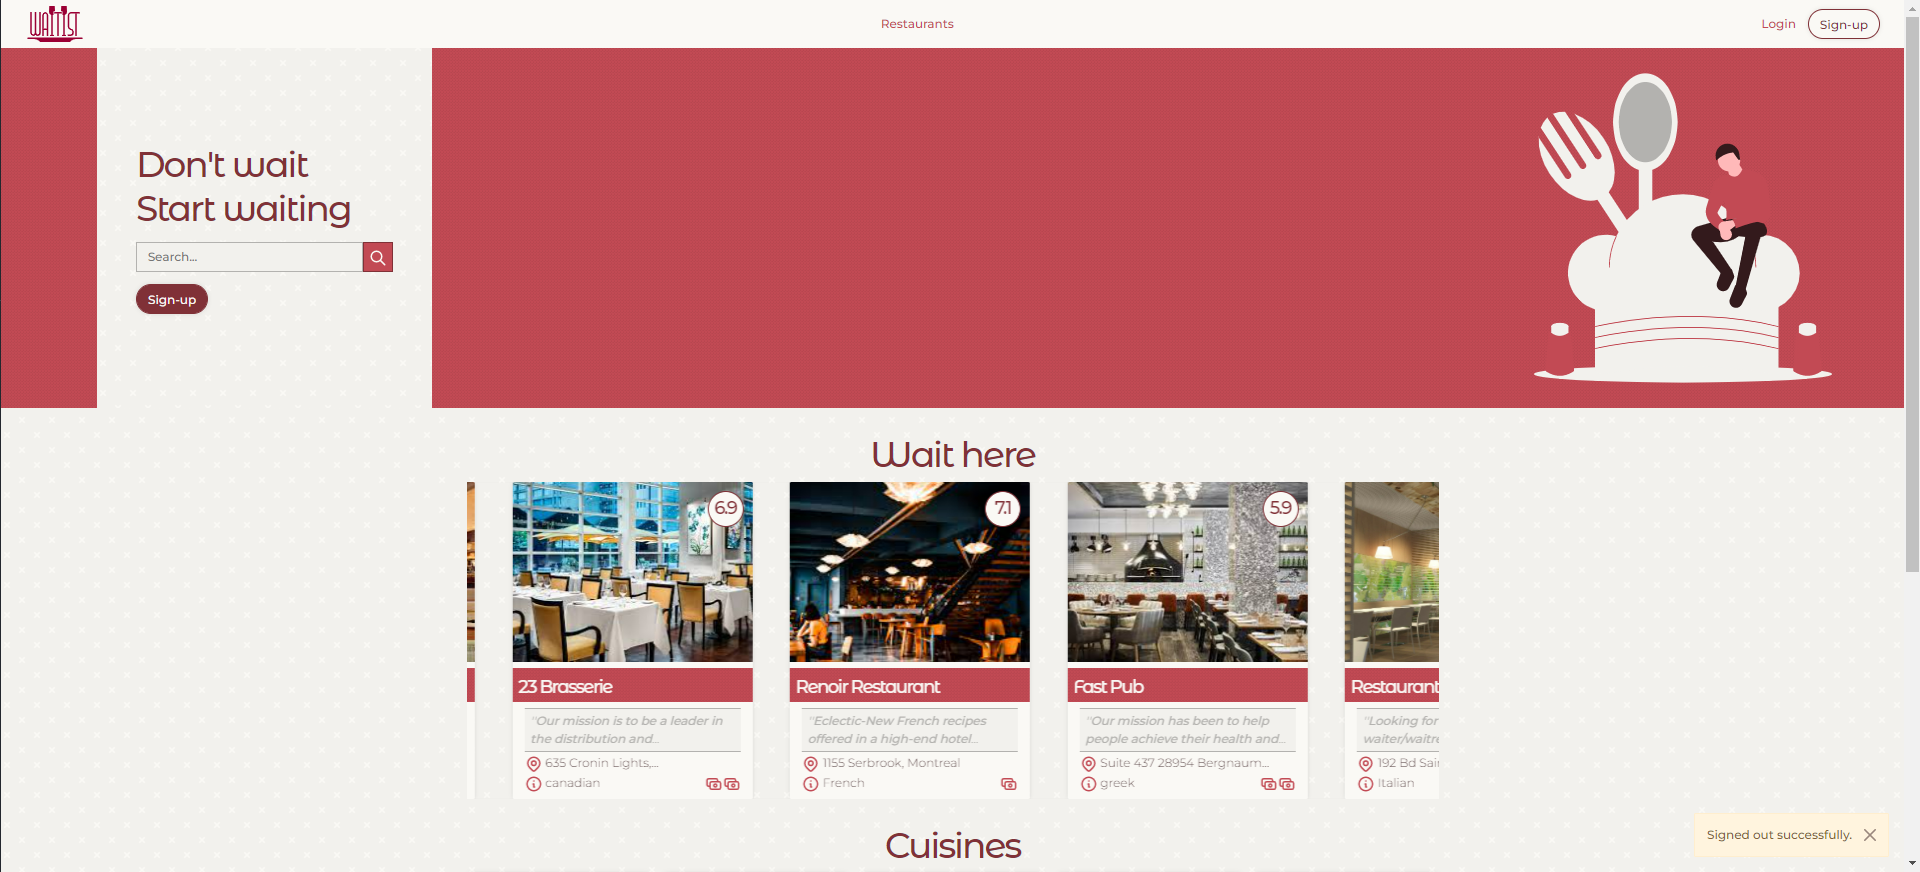 WAITIST
Restaurants
Login
Sign-up
Don't wait
Start waiting
Search...
Sign-up
Wait here
6.9
7.1
5.9
23 Brasserie
"Our mission is to be a leader in
the distribution and...
635 Cronin Lights,...
canadian
Renoir Restaurant
"Eclectic-New French recipes
offered in a high-end hotel...
1155 Serbrook, Montreal
French
Fast Pub
"Our mission has been to help
people achieve their health and...
Suite 437 28954 Bergnaum...
greek
Restaurant
"Looking for
waiter/waitre
192 Bd Sai
Italian
Cuisines
Signed out successfully.